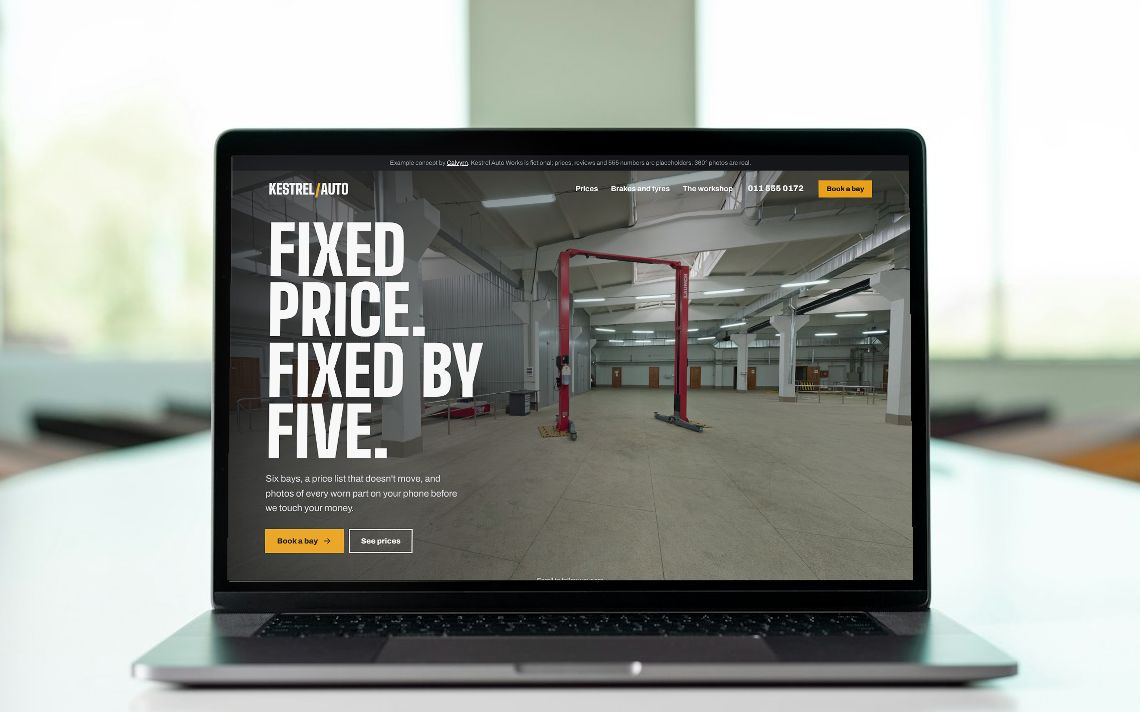 Example concept by Calvyn. Kestrel Auto Works is fictional; prices, reviews and 555 numbers are placeholders. 360° photos are real.
KESTREL/AUTO
Prices Brakes and tyres The workshop 011 555 0172 Book a bay
FIXED
PRICE.
FIXED BY
FIVE.
Six bays, a price list that doesn't move, and
photos of every worn part on your phone before
we touch your money.
Book a bay → See prices